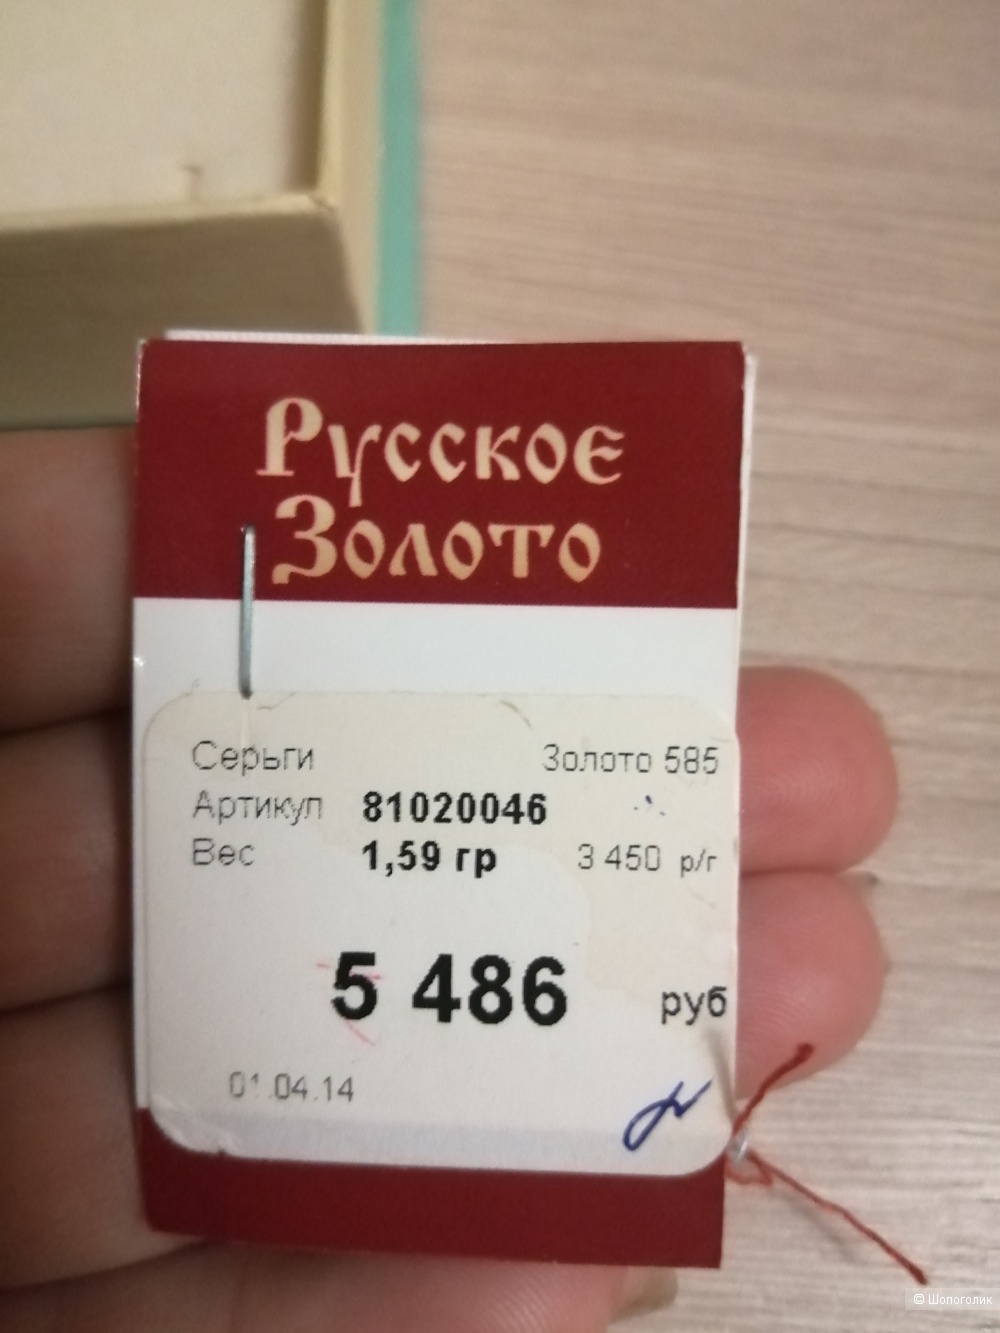 Русское
Золото
Серьги Золото 585
Артикул 81020046
Вес 1,59 гр 3 450 р/г
5 486 руб
01.04.14
© Шопоголик